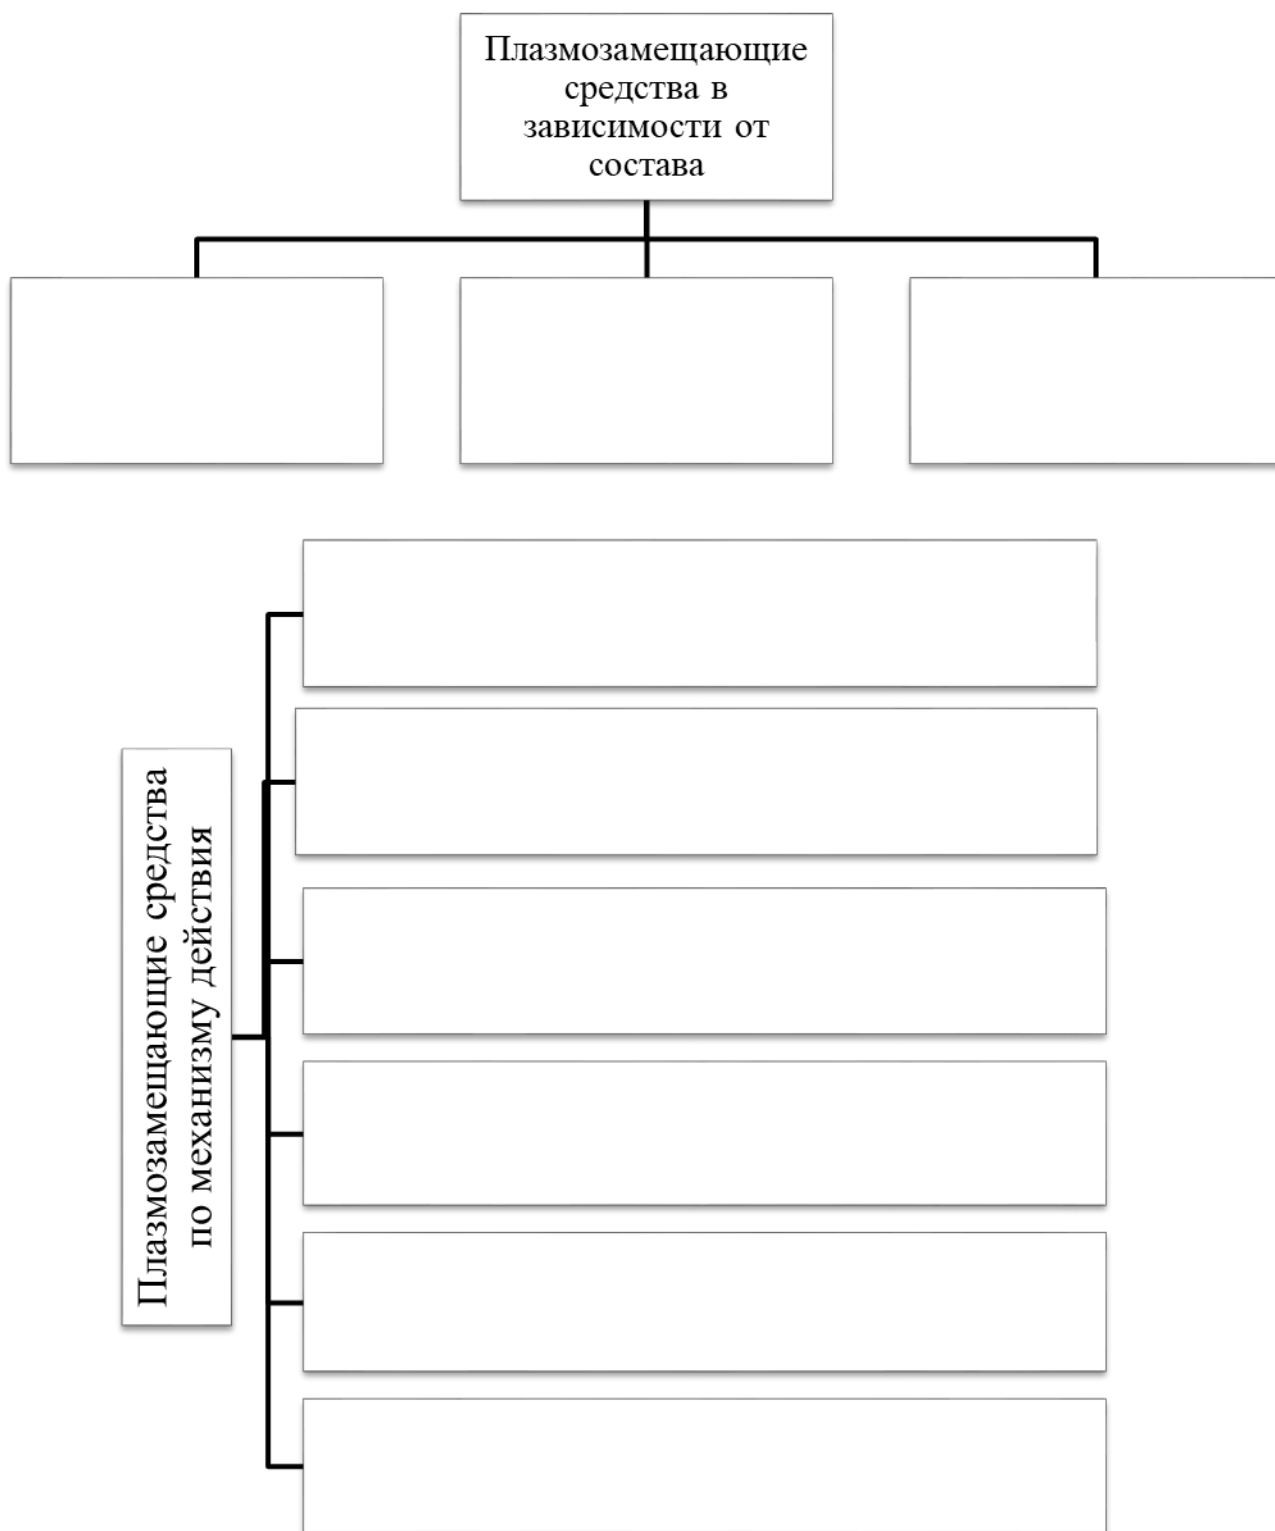 Плазмозамещающие
средства в
зависимости от
состава
Плазмозамещающие средства
по механизму действия